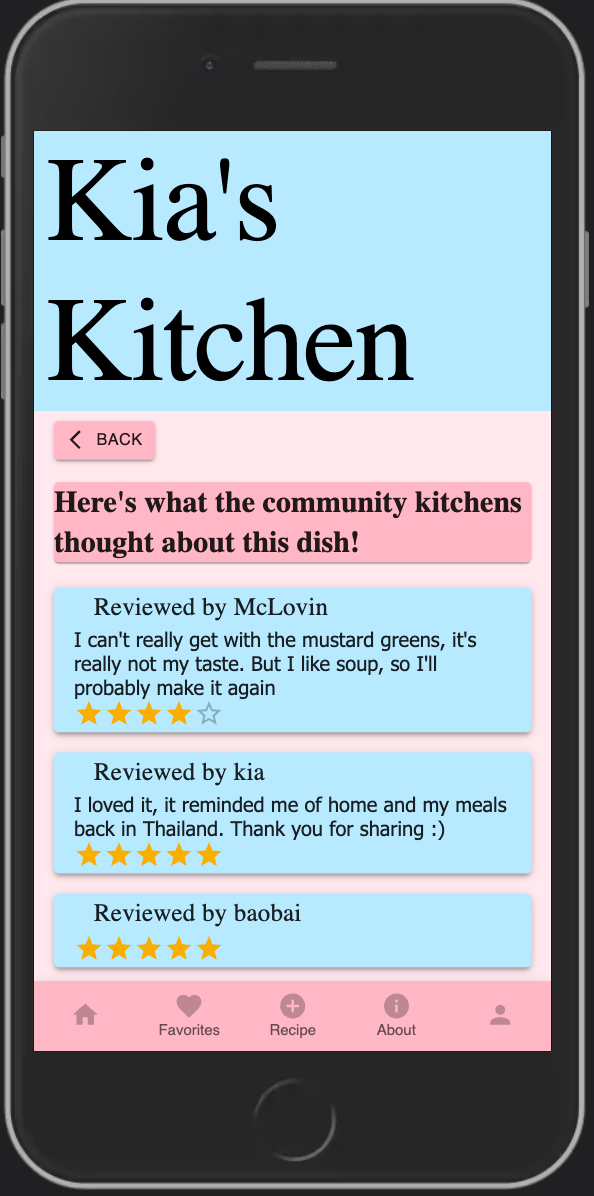 Kia's
Kitchen
BACK
Here's what the community kitchens
thought about this dish!
Reviewed by McLovin
I can't really get with the mustard greens, it's
really not my taste. But I like soup, so I'll
probably make it again
Reviewed by kia
I loved it, it reminded me of home and my meals
back in Thailand. Thank you for sharing :)
Reviewed by baobai
Favorites
Recipe
About